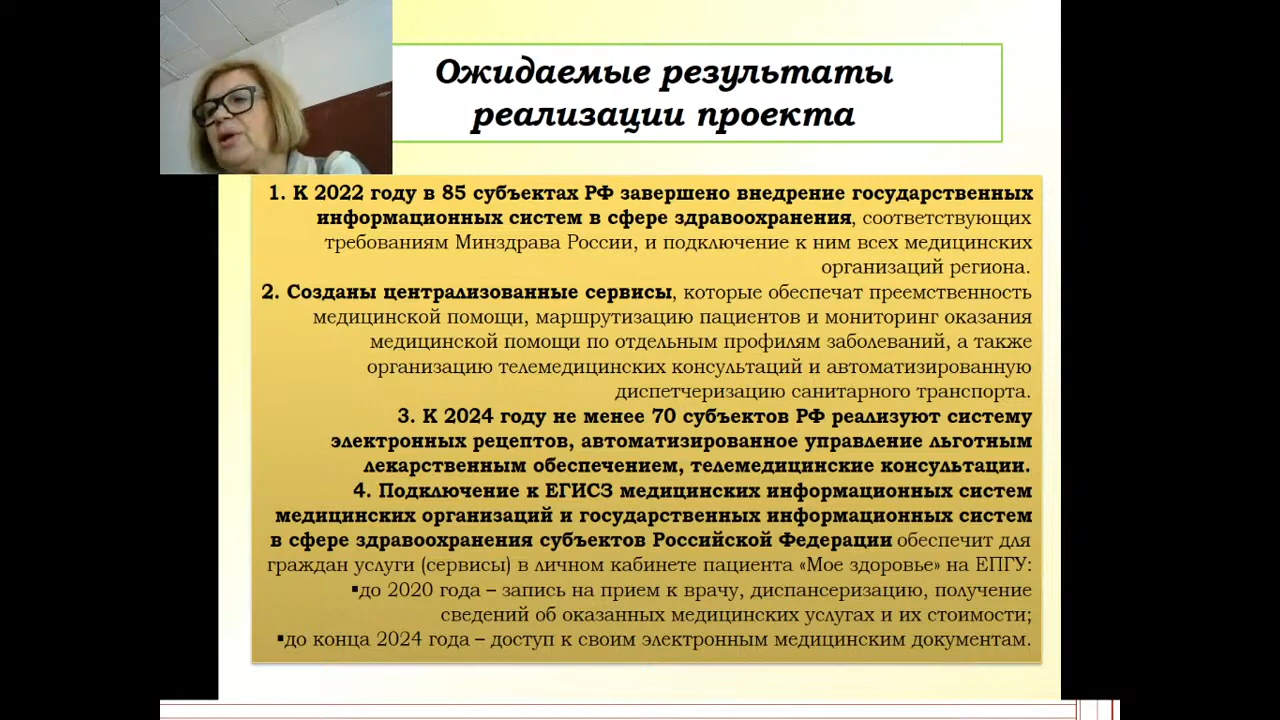 Ожидаемые результаты
реализации проекта
1. К 2022 году в 85 субъектах РФ завершено внедрение государственных
информационных систем в сфере здравоохранения, соответствующих
требованиям Минздрава России, и подключение к ним всех медицинских
организаций региона.
2. Созданы централизованные сервисы, которые обеспечат преемственность
медицинской помощи, маршрутизацию пациентов и мониторинг оказания
медицинской помощи по отдельным профилям заболеваний, а также
организацию телемедицинских консультаций и автоматизированную
диспетчеризацию санитарного транспорта.
3. К 2024 году не менее 70 субъектов РФ реализуют систему
электронных рецептов, автоматизированное управление льготным
лекарственным обеспечением, телемедицинские консультации.
4. Подключение к ЕГИСЗ медицинских информационных систем
медицинских организаций и государственных информационных систем
в сфере здравоохранения субъектов Российской Федерации обеспечит для
граждан услуги (сервисы) в личном кабинете пациента «Мое здоровье» на ЕПГУ:
▪до 2020 года – запись на прием к врачу, диспансеризацию, получение
сведений об оказанных медицинских услугах и их стоимости;
▪до конца 2024 года – доступ к своим электронным медицинским документам.